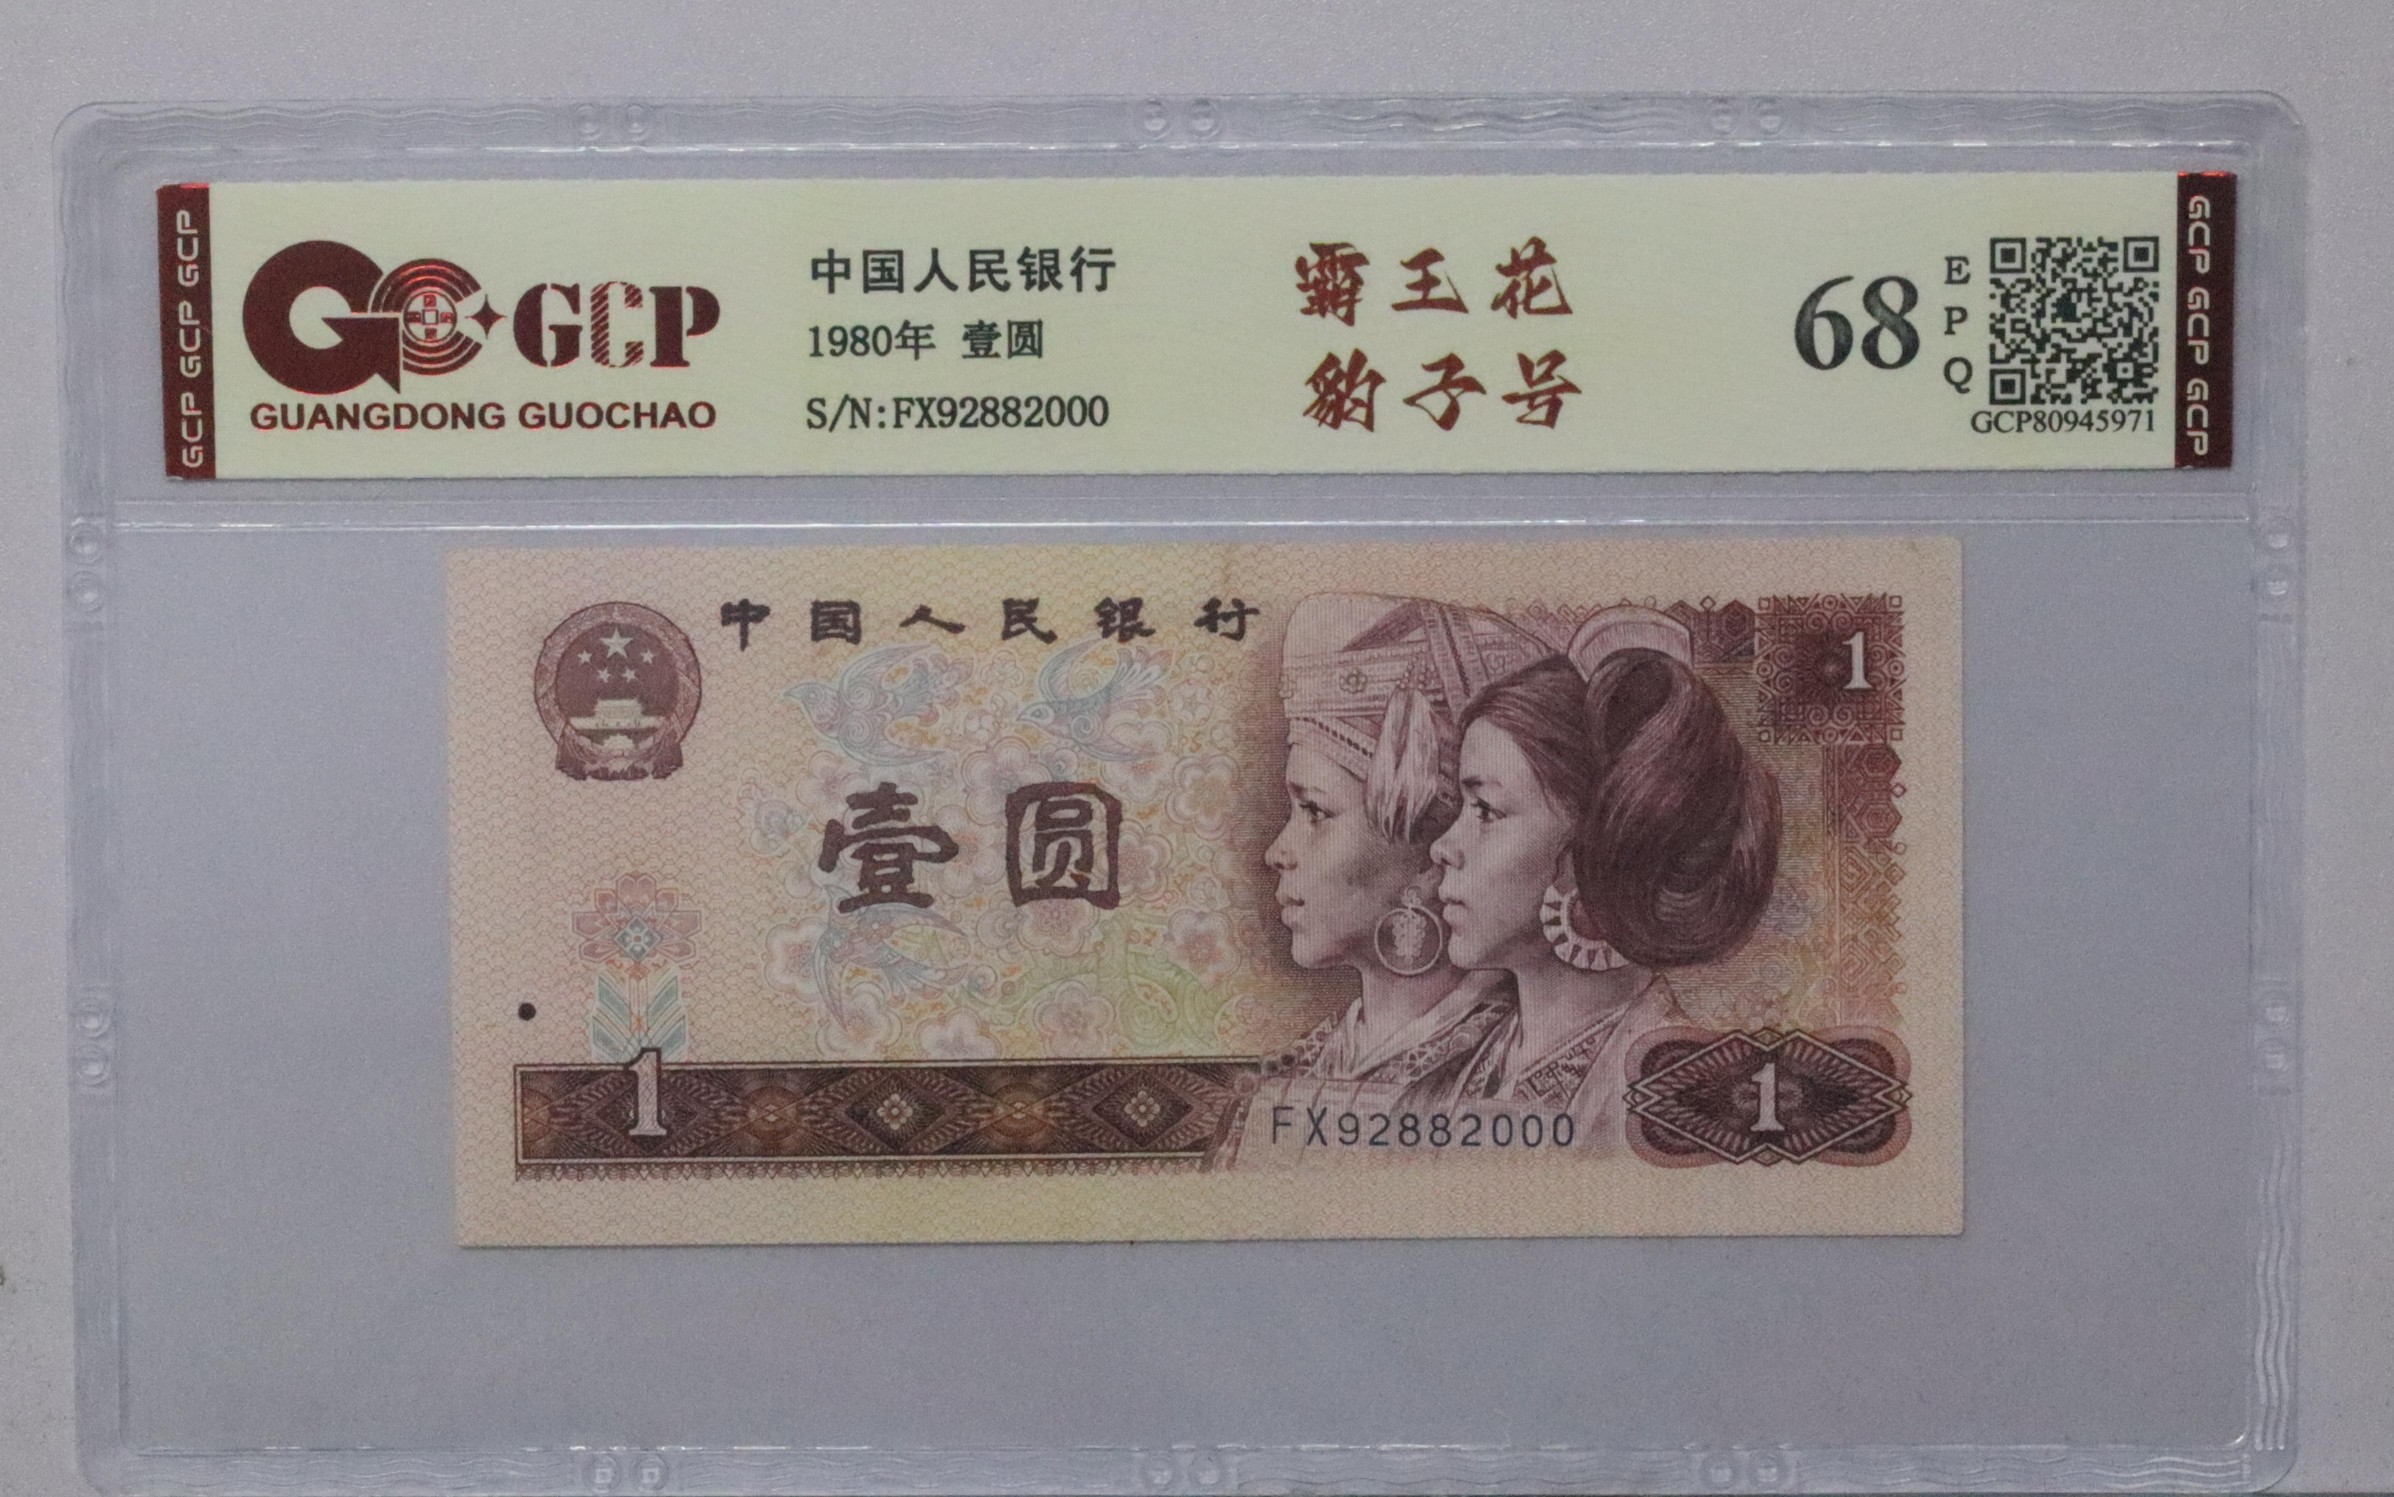 GCP GCP GCP
GCP
GUANGDONG GUOCHAO
中国人民银行
1980年 壹圆
S/N:FX92882000
霸王花
豹子号
68
EPQ
GCP80945971
GCP GCP GCP
中国人民银行
1
壹圆
1
FX92882000
1